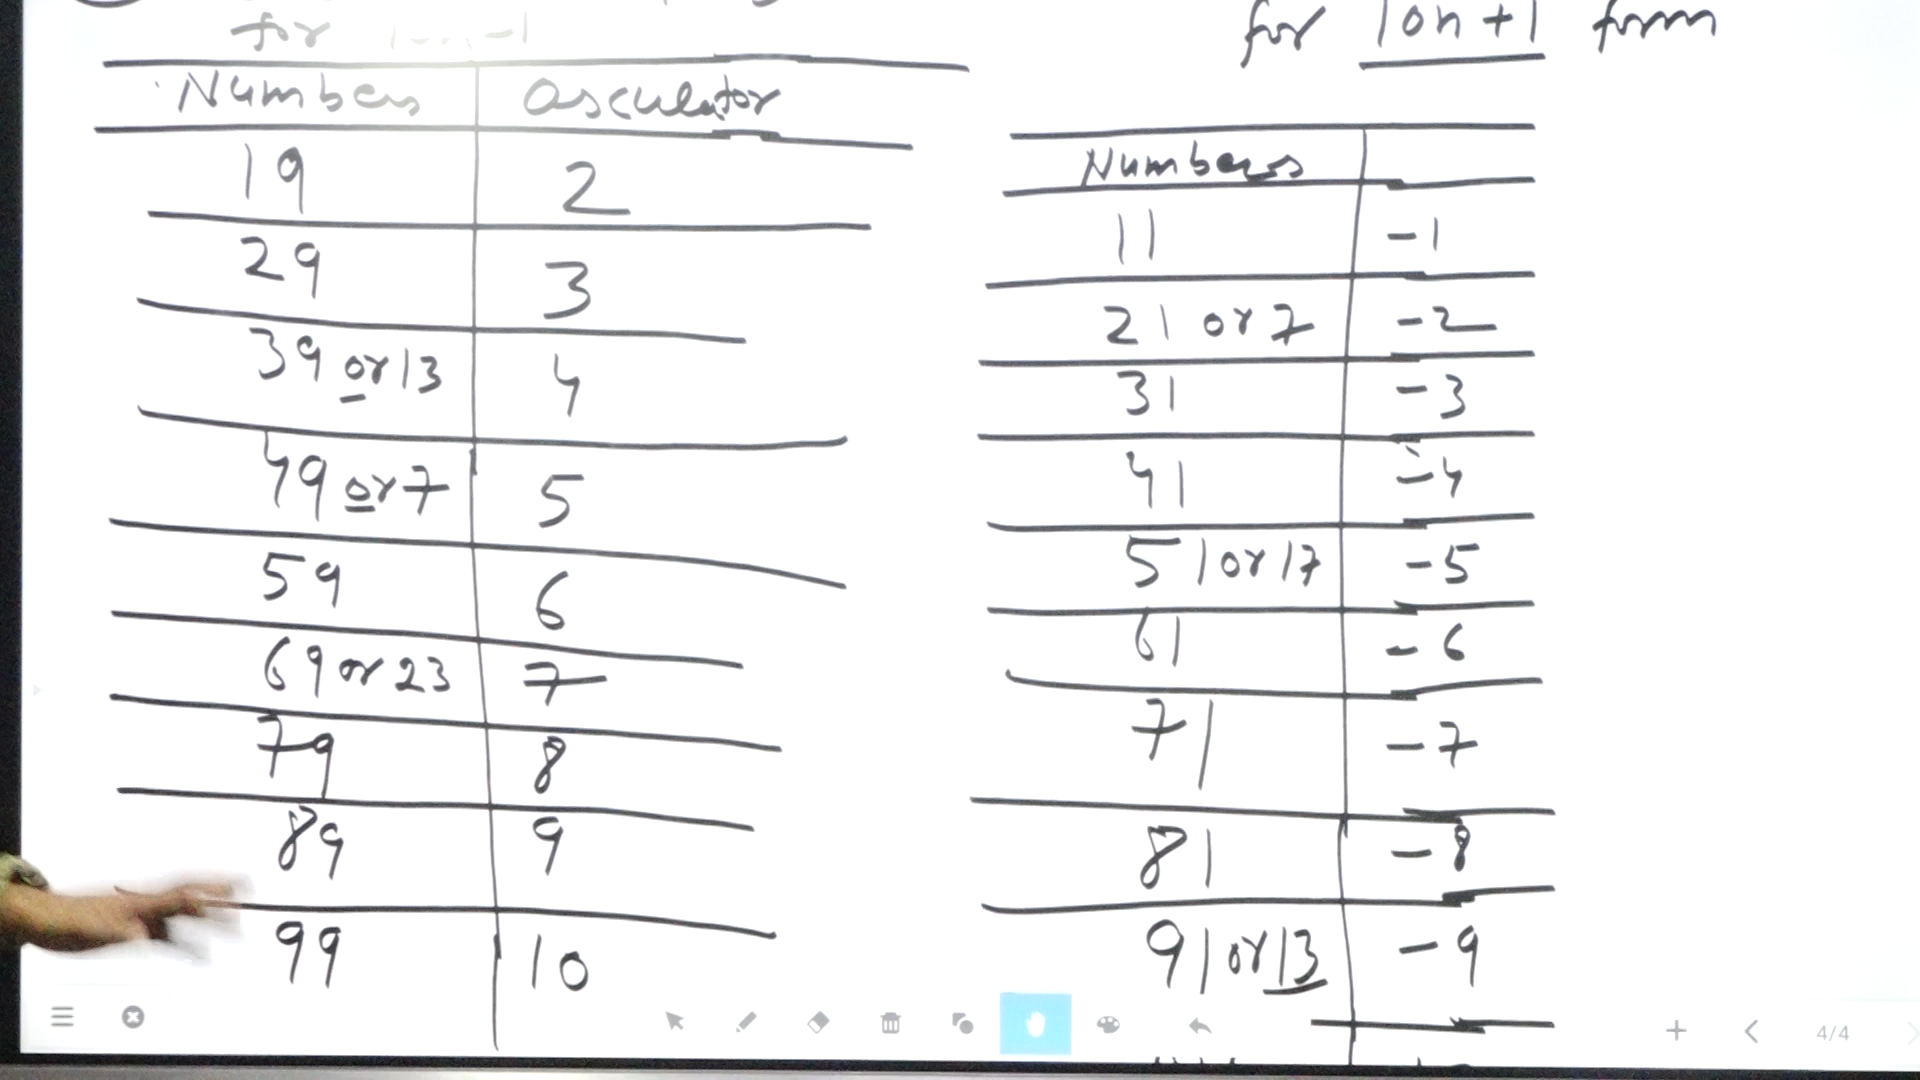 for 10n-1
Numbers Osculator
19 2
29 3
39 or 13 4
49 or 7 5
59 6
69 or 23 7
79 8
89 9
99 10
for 10n+1 form
Numbers
11 -1
21 or 7 -2
31 -3
41 -4
51 or 17 -5
61 -6
71 -7
81 -8
91 or 13 -9
4/4